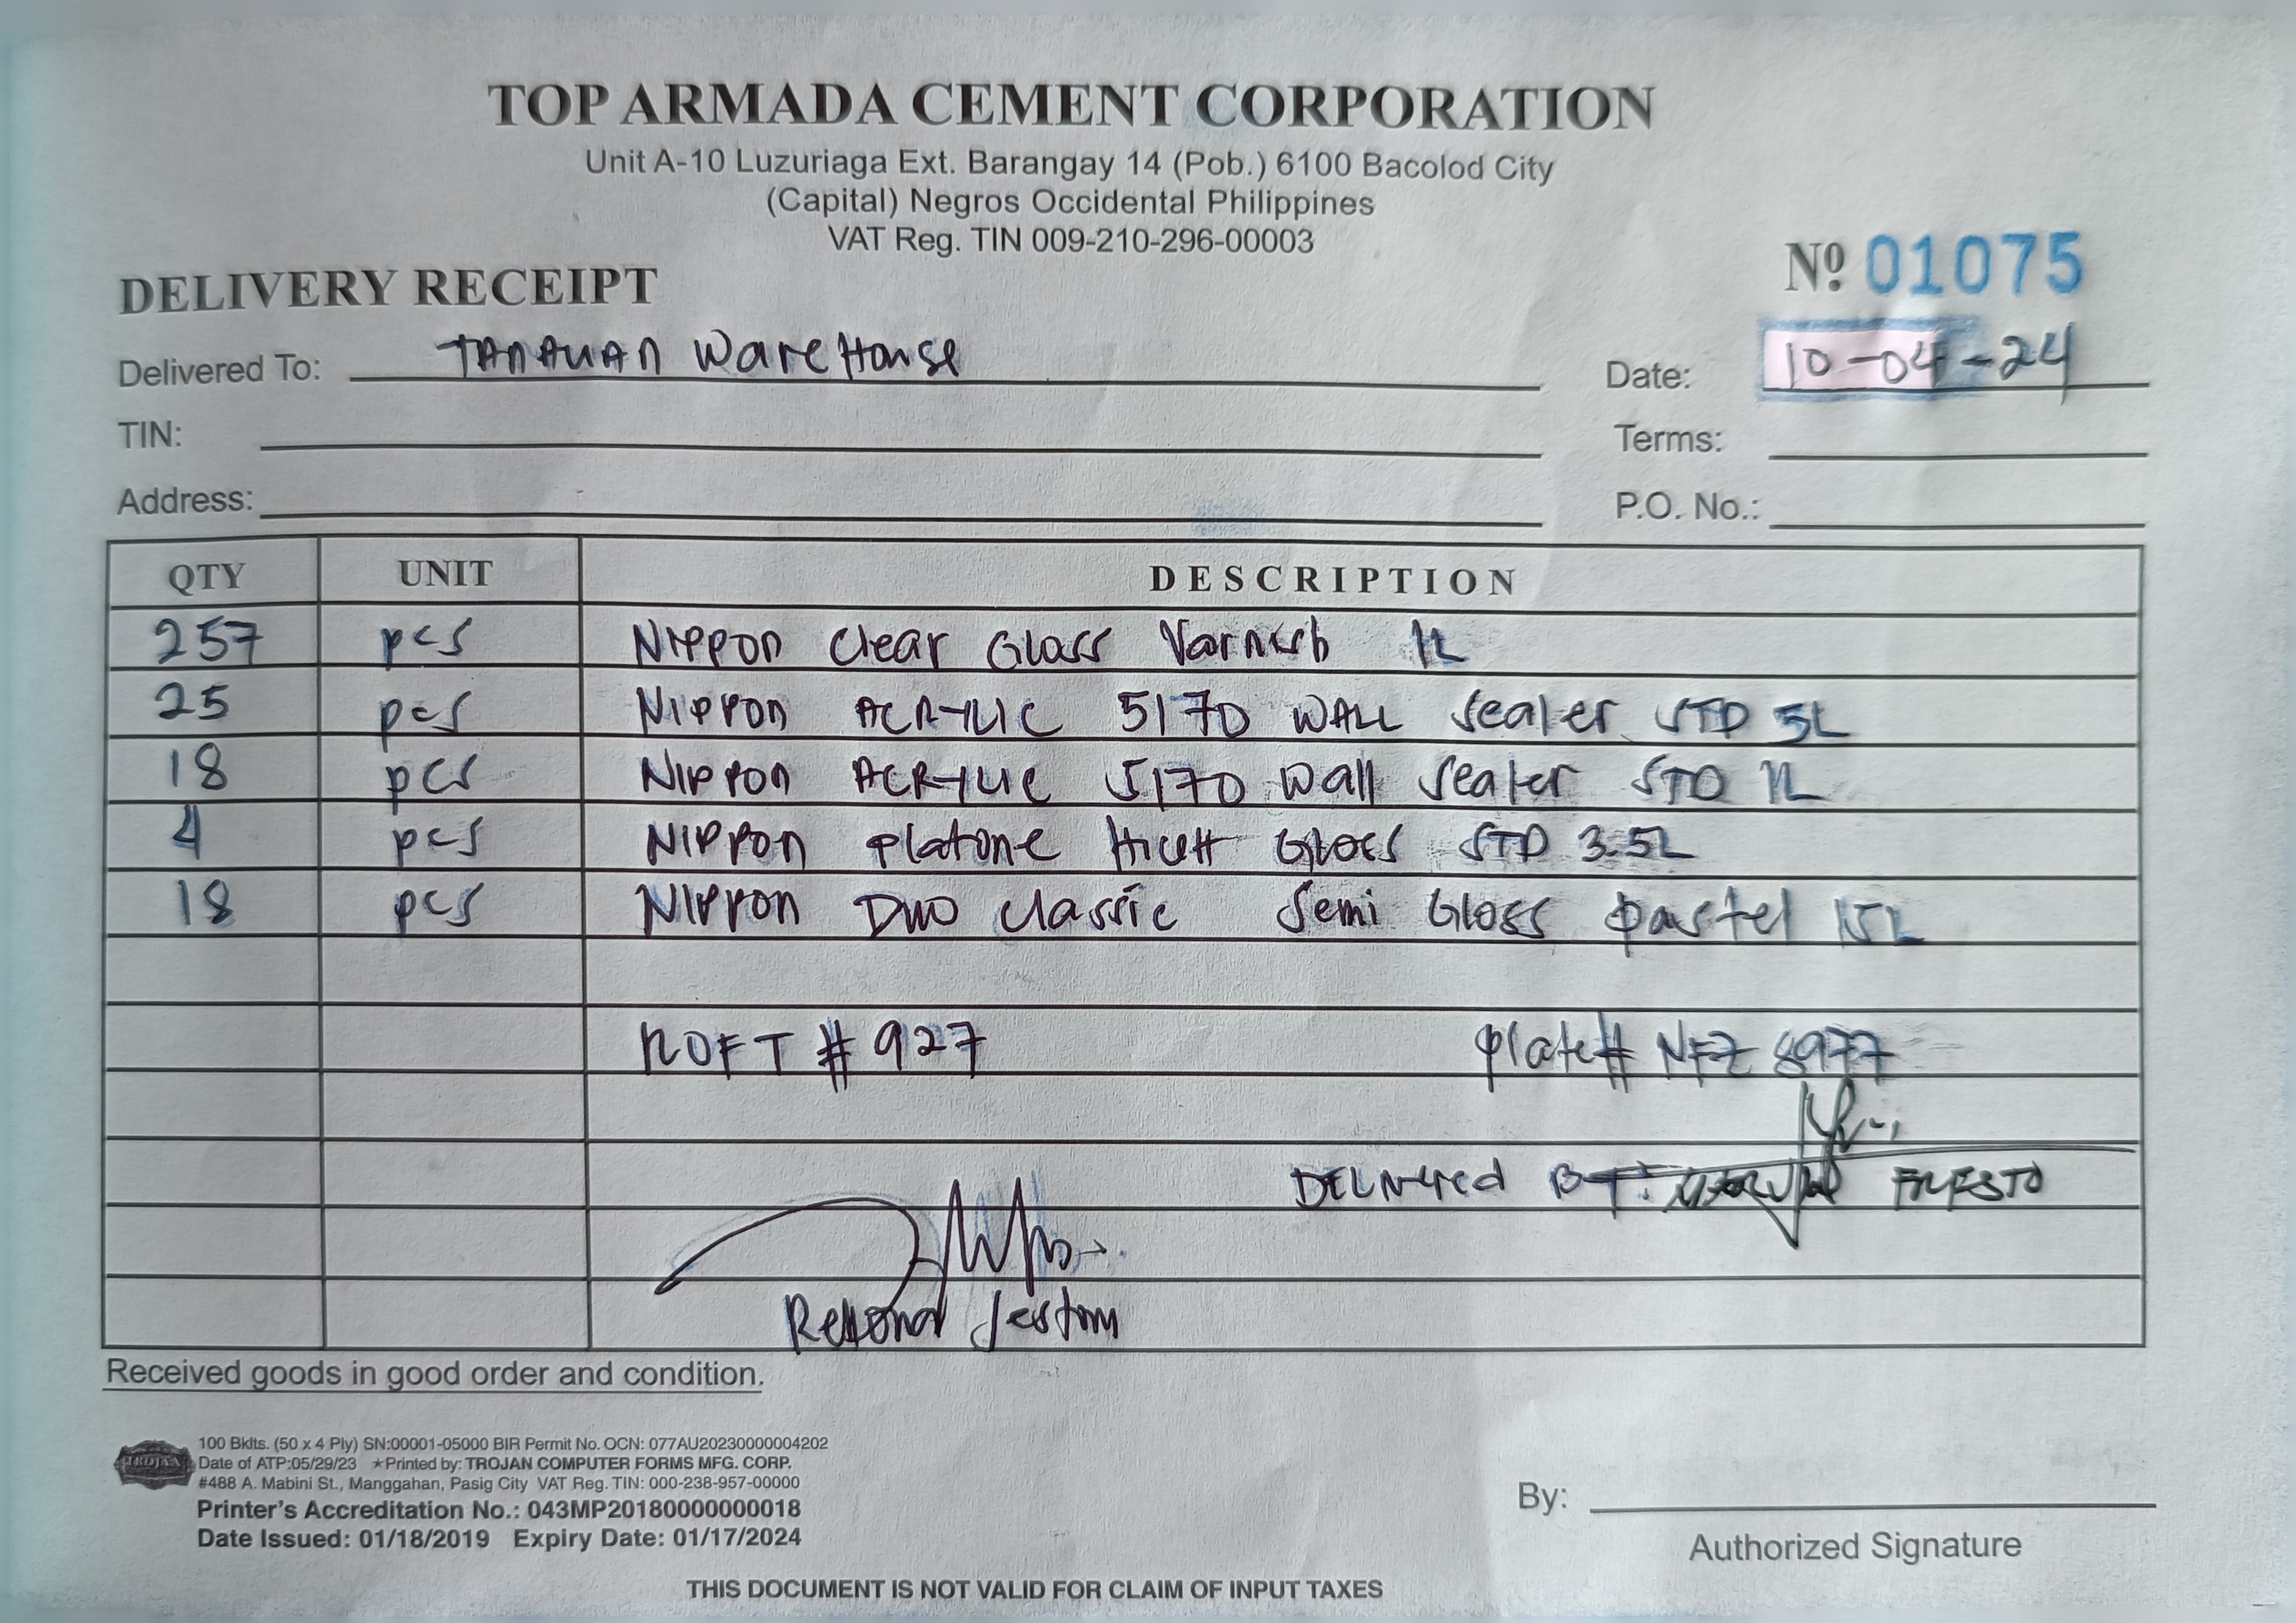 TOP ARMADA CEMENT CORPORATION
Unit A-10 Luzuriaga Ext. Barangay 14 (Pob.) 6100 Bacolod City
(Capital) Negros Occidental Philippines
VAT Reg. TIN 009-210-296-00003
DELIVERY RECEIPT
Nº 01075
Delivered To: TANAUAN WareHouse
Date: 10-04-24
TIN:
Terms:
Address:
P.O. No.:
QTY UNIT DESCRIPTION
257 pcs NIPPON Clear Gloss Varnish 1L
25 pcs NIPPON ACRYLIC 5170 WALL Sealer STD 5L
18 pcs NIPPON ACRYLIC 5170 Wall Sealer STD 1L
4 pcs NIPPON platone HIGH Gloss STD 3.5L
18 pcs NIPPON DUO Classic Semi Gloss pastel 15L
ROFT # 927 plate# NFZ 8977
DELIVered BY:
Received goods in good order and condition.
TROJAN
100 Bklts. (50 x 4 Ply) SN:00001-05000 BIR Permit No. OCN: 077AU20230000004202
Date of ATP:05/29/23 ★Printed by: TROJAN COMPUTER FORMS MFG. CORP.
#488 A. Mabini St., Manggahan, Pasig City VAT Reg. TIN: 000-238-957-00000
Printer's Accreditation No.: 043MP20180000000018
Date Issued: 01/18/2019 Expiry Date: 01/17/2024
By:
Authorized Signature
THIS DOCUMENT IS NOT VALID FOR CLAIM OF INPUT TAXES